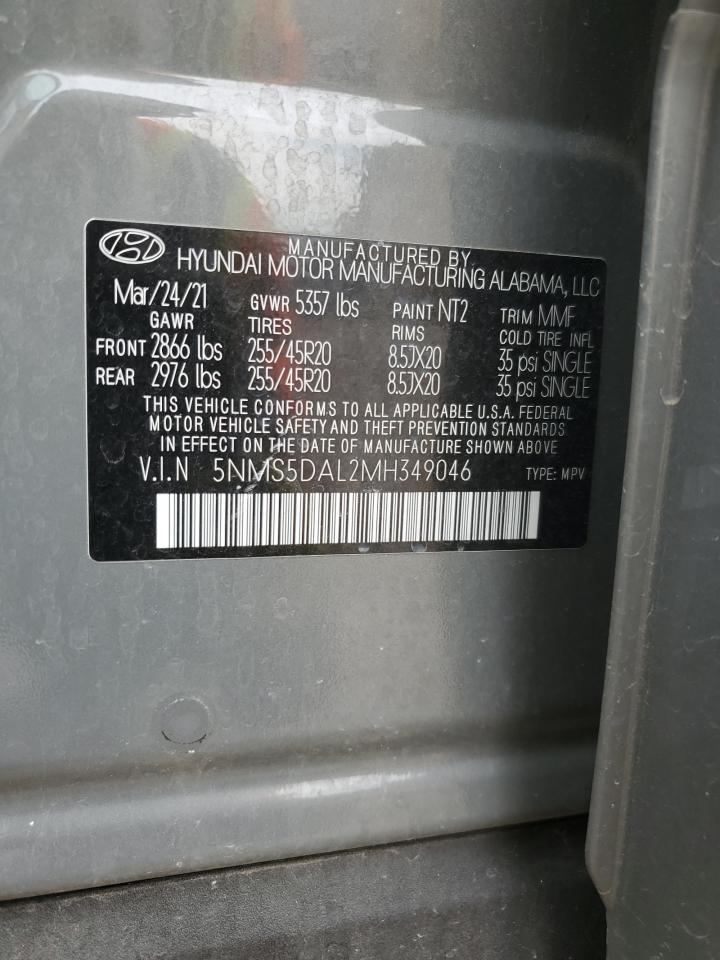 MANUFACTURED BY
HYUNDAI MOTOR MANUFACTURING ALABAMA, LLC
Mar/24/21 GVWR 5357 lbs PAINT NT2 TRIM MMF
GAWR TIRES RIMS COLD TIRE INFL
FRONT 2866 lbs 255/45R20 8.5JX20 35 psi SINGLE
REAR 2976 lbs 255/45R20 8.5JX20 35 psi SINGLE
THIS VEHICLE CONFORMS TO ALL APPLICABLE U.S.A. FEDERAL
MOTOR VEHICLE SAFETY AND THEFT PREVENTION STANDARDS
IN EFFECT ON THE DATE OF MANUFACTURE SHOWN ABOVE
V.I.N 5NMS5DAL2MH349046 TYPE: MPV